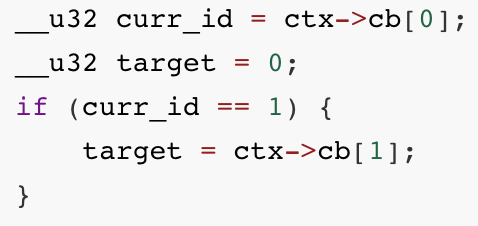 __u32 curr_id = ctx->cb[0];
__u32 target = 0;
if (curr_id == 1) {
    target = ctx->cb[1];
}